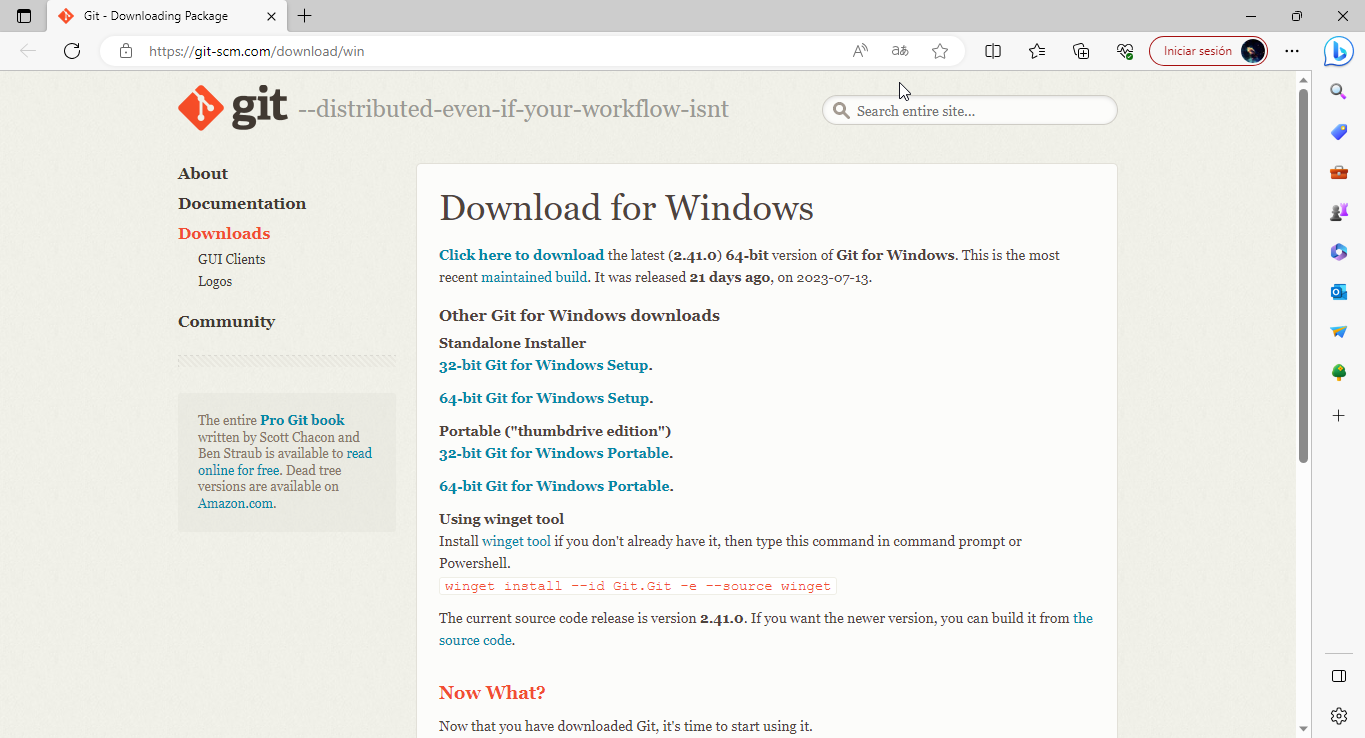 Git - Downloading Package
https://git-scm.com/download/win
Iniciar sesión
git --distributed-even-if-your-workflow-isnt
Search entire site...
About
Documentation
Downloads
GUI Clients
Logos
Community
The entire Pro Git book
written by Scott Chacon and
Ben Straub is available to read
online for free. Dead tree
versions are available on
Amazon.com.
Download for Windows
Click here to download the latest (2.41.0) 64-bit version of Git for Windows. This is the most
recent maintained build. It was released 21 days ago, on 2023-07-13.
Other Git for Windows downloads
Standalone Installer
32-bit Git for Windows Setup.
64-bit Git for Windows Setup.
Portable ("thumbdrive edition")
32-bit Git for Windows Portable.
64-bit Git for Windows Portable.
Using winget tool
Install winget tool if you don't already have it, then type this command in command prompt or
Powershell.
winget install --id Git.Git -e --source winget
The current source code release is version 2.41.0. If you want the newer version, you can build it from the
source code.
Now What?
Now that you have downloaded Git, it's time to start using it.